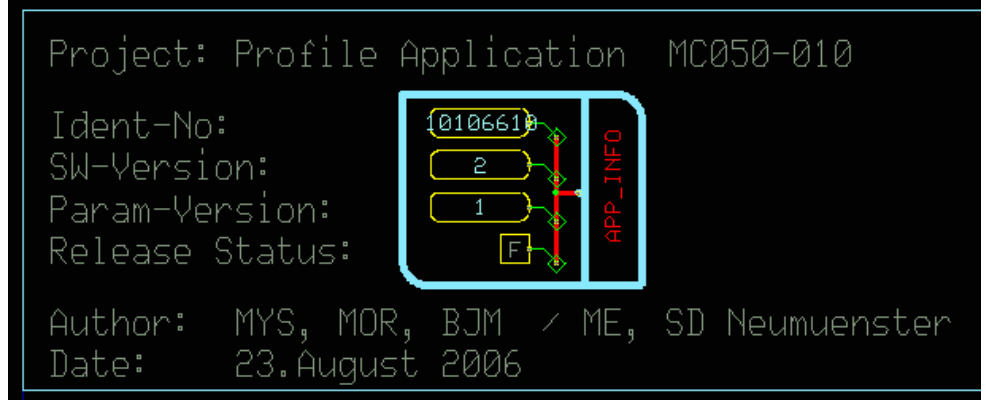 Project: Profile Application MC050-010
Ident-No: 10106610
SW-Version: 2
Param-Version: 1
Release Status: F
APP_INFO
Author: MYS, MOR, BJM / ME, SD Neumuenster
Date: 23.August 2006